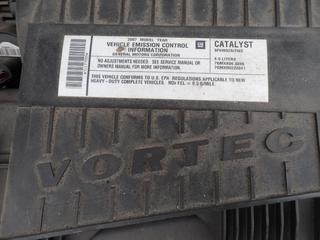 2007 MODEL YEAR
VEHICLE EMISSION CONTROL
INFORMATION
GENERAL MOTORS CORPORATION
GM
CATALYST
NO ADJUSTMENTS NEEDED. SEE SERVICE MANUAL OR
OWNERS MANUAL FOR MORE INFORMATION.
6.0 LITERS
THIS VEHICLE CONFORMS TO U.S. EPA REGULATIONS APPLICABLE TO NEW
HEAVY-DUTY COMPLETE VEHICLES.
VORTEC